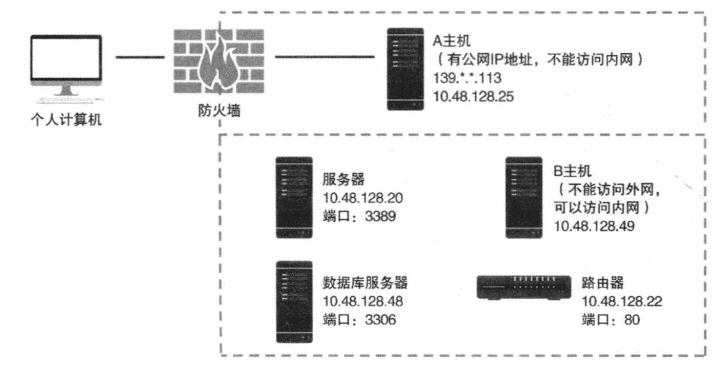 个人计算机
防火墙
A主机
（有公网IP地址，不能访问内网）
139.*.*.113
10.48.128.25
服务器
10.48.128.20
端口：3389
B主机
（不能访问外网，
可以访问内网）
10.48.128.49
数据库服务器
10.48.128.48
端口：3306
路由器
10.48.128.22
端口：80